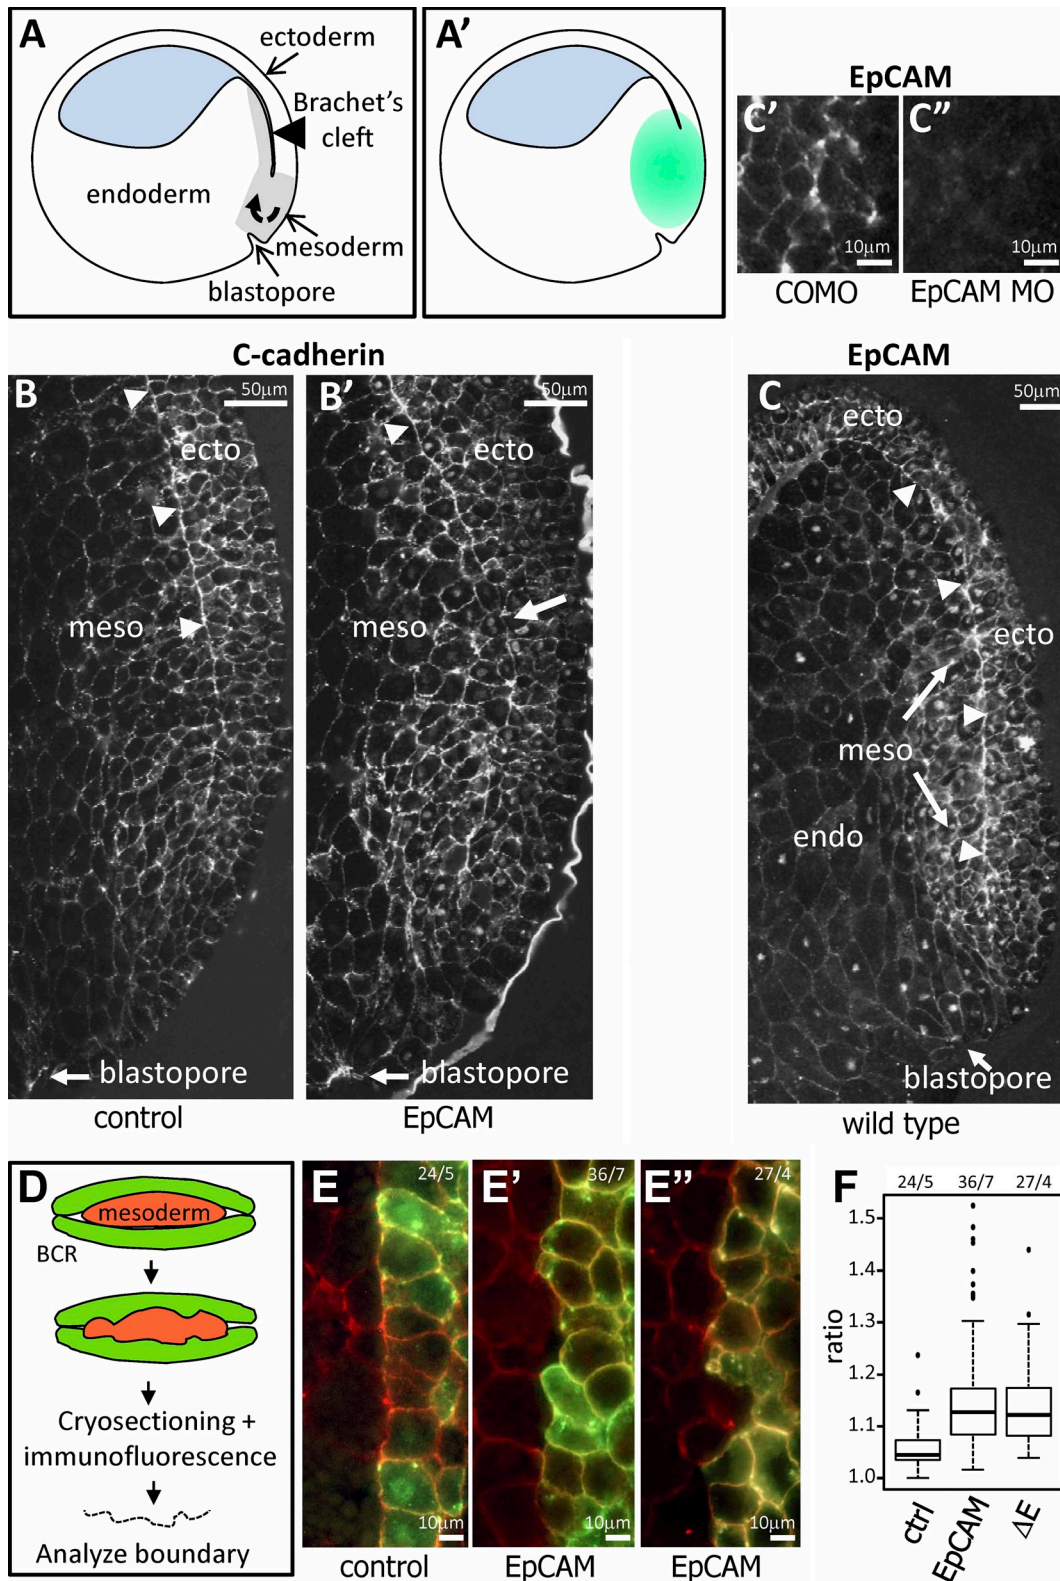 A
ectoderm
Brachet's
cleft
endoderm
mesoderm
blastopore
A'
EpCAM
C'
C"
10µm
10µm
COMO
EpCAM MO
C-cadherin
EpCAM
B
50µm
ecto
meso
blastopore
control
B'
50µm
ecto
meso
blastopore
EpCAM
C
50µm
ecto
ecto
meso
endo
blastopore
wild type
D
mesoderm
BCR
Cryosectioning +
immunofluorescence
Analyze boundary
E
24/5
10µm
control
E'
36/7
10µm
EpCAM
E"
27/4
10µm
EpCAM
F
24/5 36/7 27/4
1.5
1.4
1.3
1.2
1.1
1.0
ratio
ctrl
EpCAM
ΔE